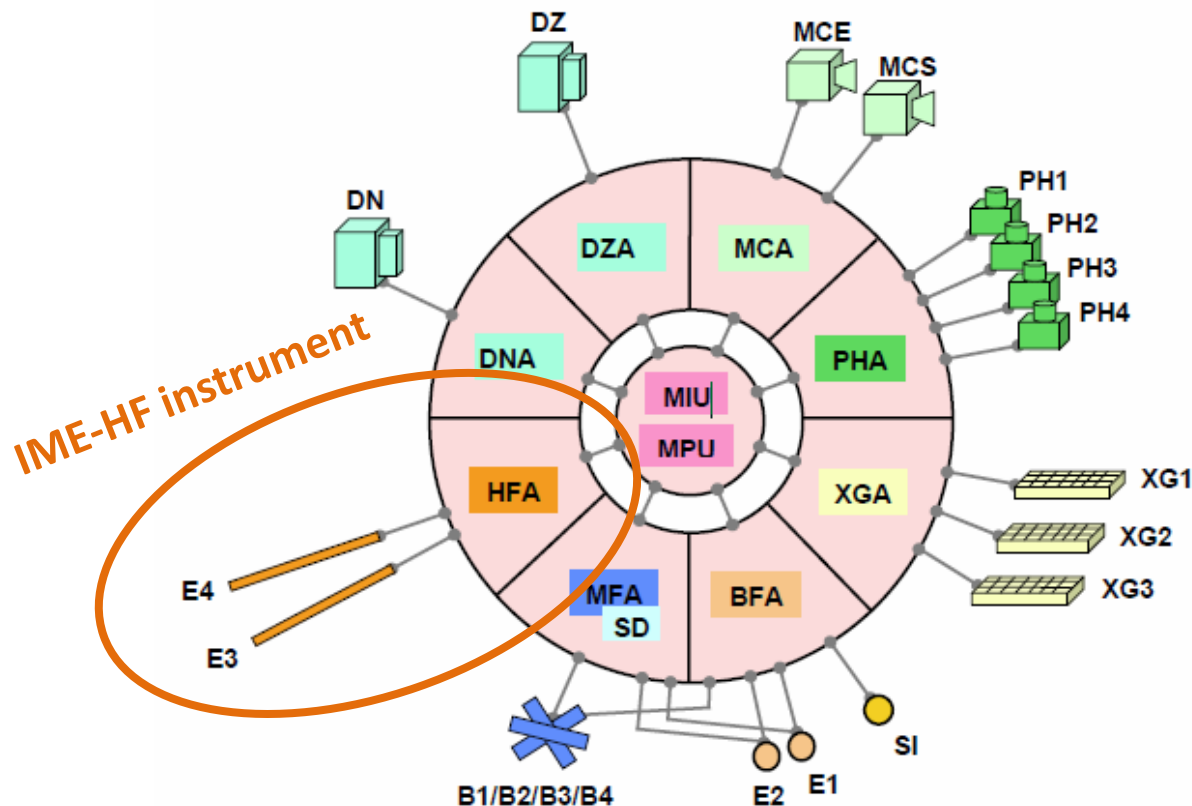 DZ
MCE
MCS
PH1
DN
PH2
DZA
MCA
PH3
PH4
IME-HF instrument
DNA
PHA
MIU
MPU
XG1
HFA
XGA
XG2
E4
MFA
BFA
XG3
SD
E3
SI
E1
B1/B2/B3/B4
E2